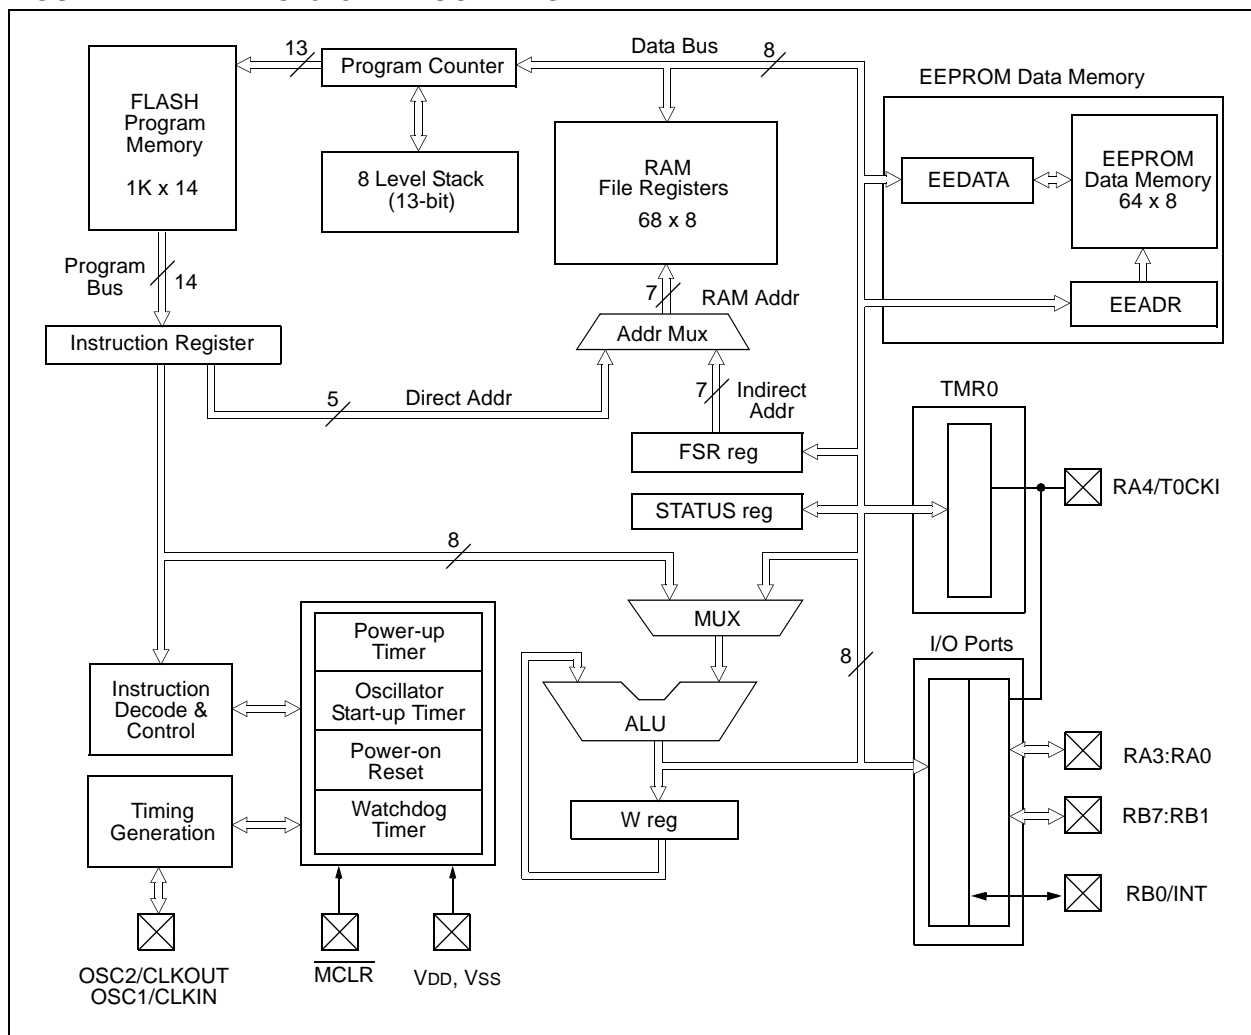 13
Program Counter
Data Bus
8
EEPROM Data Memory
FLASH
Program
Memory
1K x 14
8 Level Stack
(13-bit)
RAM
File Registers
68 x 8
EEDATA
EEPROM
Data Memory
64 x 8
EEADR
Program
Bus
14
7
RAM Addr
Instruction Register
Addr Mux
5
Direct Addr
7
Indirect
Addr
FSR reg
STATUS reg
TMR0
RA4/T0CKI
8
MUX
Power-up
Timer
Oscillator
Start-up Timer
Power-on
Reset
Watchdog
Timer
Instruction
Decode &
Control
Timing
Generation
ALU
W reg
8
I/O Ports
RA3:RA0
RB7:RB1
RB0/INT
OSC2/CLKOUT
OSC1/CLKIN
MCLR
VDD, VSS